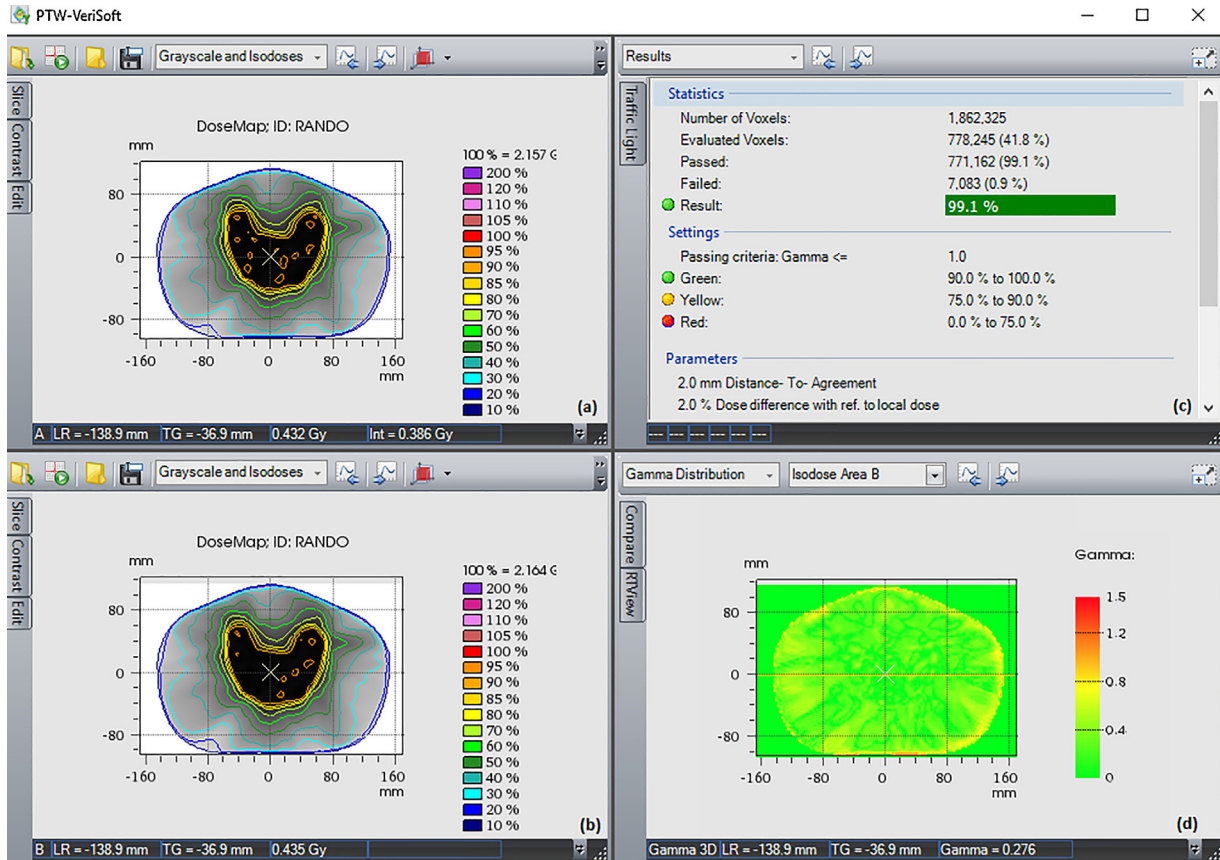 PTW-VeriSoft
Grayscale and Isodoses
Slice
Contrast
Edit
DoseMap; ID: RANDO
mm
80
0
-80
-160 -80 0 80 160
mm
100 % = 2.157 G
200 %
120 %
110 %
105 %
100 %
95 %
90 %
85 %
80 %
70 %
60 %
50 %
40 %
30 %
20 %
10 %
(a)
A LR = -138.9 mm TG = -36.9 mm 0.432 Gy Int = 0.386 Gy
Results
Traffic Light
Statistics
Number of Voxels: 1,862,325
Evaluated Voxels: 778,245 (41.8 %)
Passed: 771,162 (99.1 %)
Failed: 7.083 (0.9 %)
Result: 99.1 %
Settings
Passing criteria: Gamma <= 1.0
Green: 90.0 % to 100.0 %
Yellow: 75.0 % to 90.0 %
Red: 0.0 % to 75.0 %
Parameters
2.0 mm Distance- To- Agreement
2.0 % Dose difference with ref. to local dose
(c)
--- --- --- --- --- ---
Grayscale and Isodoses
Slice
Contrast
Edit
DoseMap; ID: RANDO
mm
80
0
-80
-160 -80 0 80 160
mm
100 % = 2.164 G
200 %
120 %
110 %
105 %
100 %
95 %
90 %
85 %
80 %
70 %
60 %
50 %
40 %
30 %
20 %
10 %
(b)
B LR = -138.9 mm TG = -36.9 mm 0.435 Gy
Gamma Distribution Isodose Area B
Compare
RTView
mm
80
0
-80
-160 -80 0 80 160
mm
Gamma:
1.5
1.2
0.8
0.4
0
(d)
Gamma 3D LR = -138.9 mm TG = -36.9 mm Gamma = 0.276